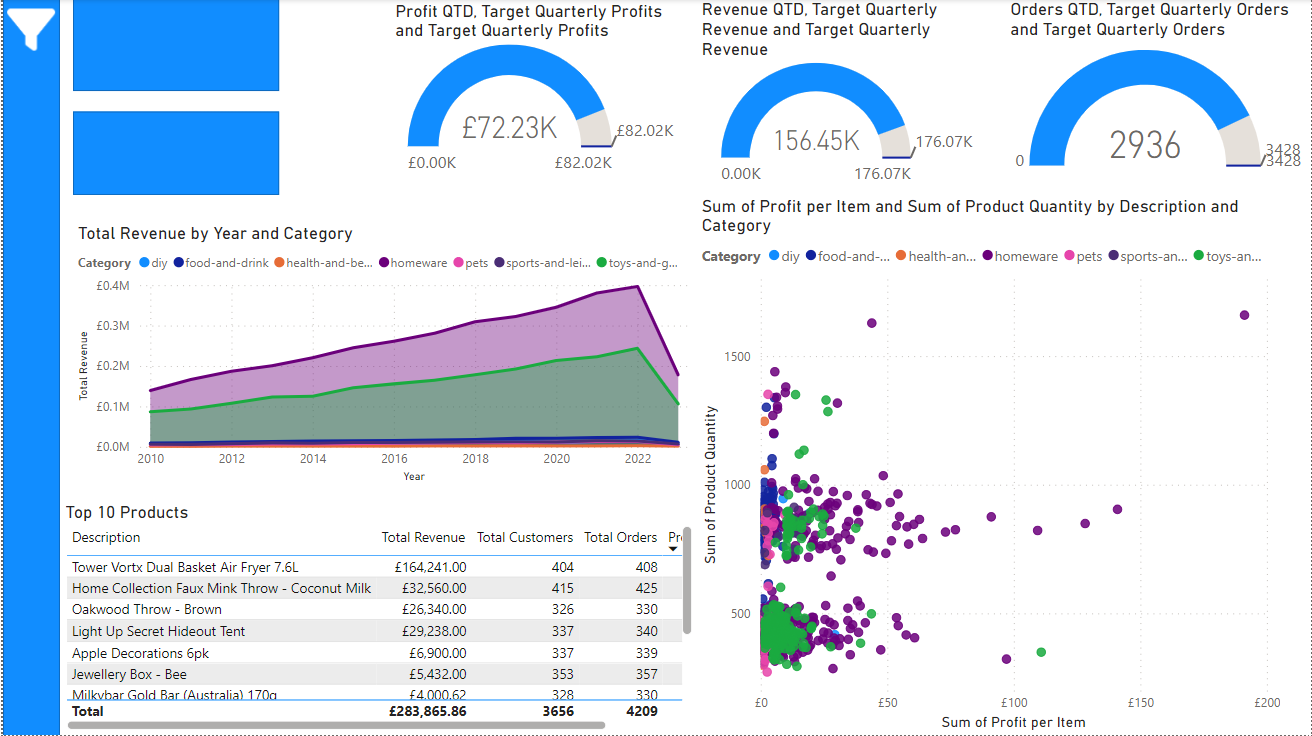 Profit QTD, Target Quarterly Profits
and Target Quarterly Profits
£72.23K
£82.02K
£0.00K
£82.02K
Revenue QTD, Target Quarterly
Revenue and Target Quarterly
Revenue
156.45K
176.07K
0.00K
176.07K
Orders QTD, Target Quarterly Orders
and Target Quarterly Orders
2936
0
3428
3428
Total Revenue by Year and Category
Category diy food-and-drink health-and-be... homeware pets sports-and-lei... toys-and-g...
Total Revenue
£0.4M
£0.3M
£0.2M
£0.1M
£0.0M
2010 2012 2014 2016 2018 2020 2022
Year
Sum of Profit per Item and Sum of Product Quantity by Description and
Category
Category diy food-and-... health-an... homeware pets sports-an... toys-an...
Sum of Product Quantity
1500
1000
500
£0 £50 £100 £150 £200
Sum of Profit per Item
Top 10 Products
Description Total Revenue Total Customers Total Orders Pr
Tower Vortx Dual Basket Air Fryer 7.6L £164,241.00 404 408
Home Collection Faux Mink Throw - Coconut Milk £32,560.00 415 425
Oakwood Throw - Brown £26,340.00 326 330
Light Up Secret Hideout Tent £29,238.00 337 340
Apple Decorations 6pk £6,900.00 337 339
Jewellery Box - Bee £5,432.00 353 357
Milkybar Gold Bar (Australia) 170g £4,000.62 328 330
Total £283,865.86 3656 4209